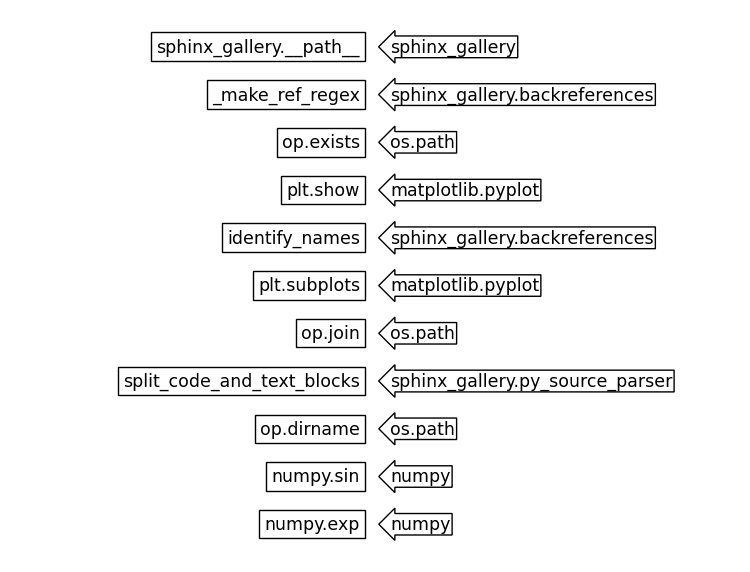 sphinx_gallery.__path__ sphinx_gallery
_make_ref_regex sphinx_gallery.backreferences
op.exists os.path
plt.show matplotlib.pyplot
identify_names sphinx_gallery.backreferences
plt.subplots matplotlib.pyplot
op.join os.path
split_code_and_text_blocks sphinx_gallery.py_source_parser
op.dirname os.path
numpy.sin numpy
numpy.exp numpy